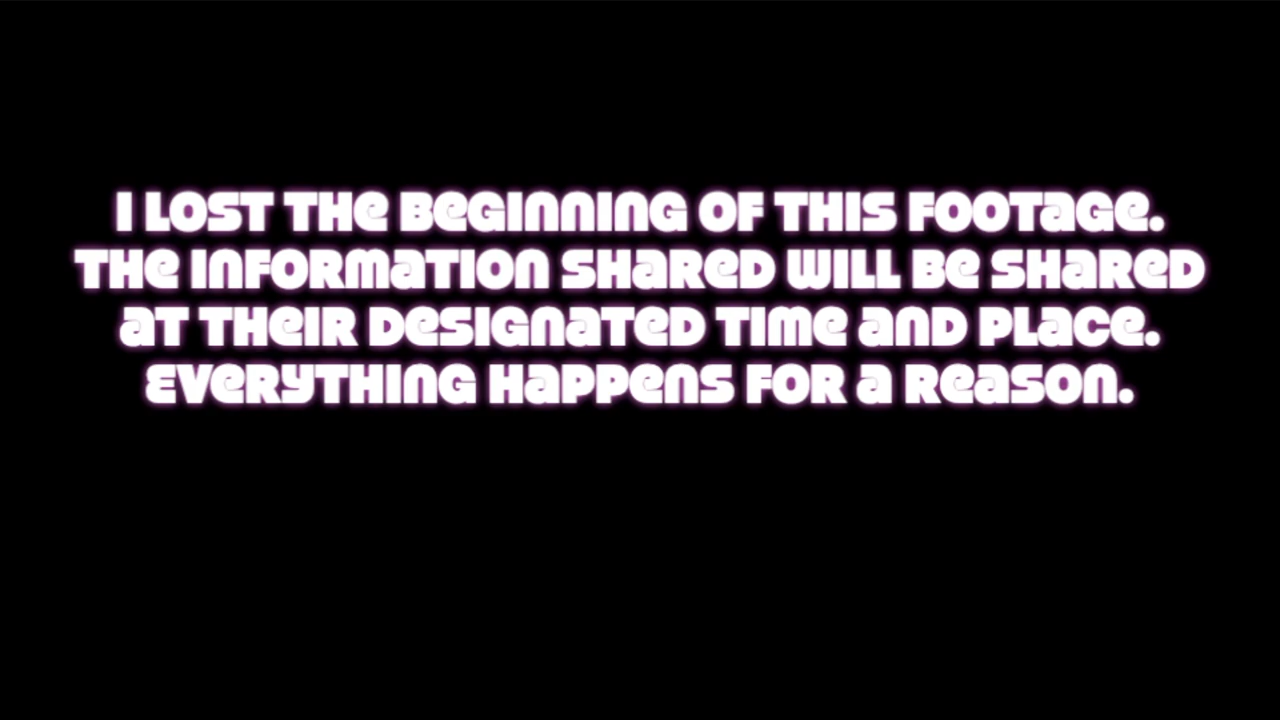 I LOST THE BEGINNING OF THIS FOOTAGE.
THE INFORMATION SHARED WILL BE SHARED
AT THEIR DESIGNATED TIME AND PLACE.
EVERYTHING HAPPENS FOR A REASON.